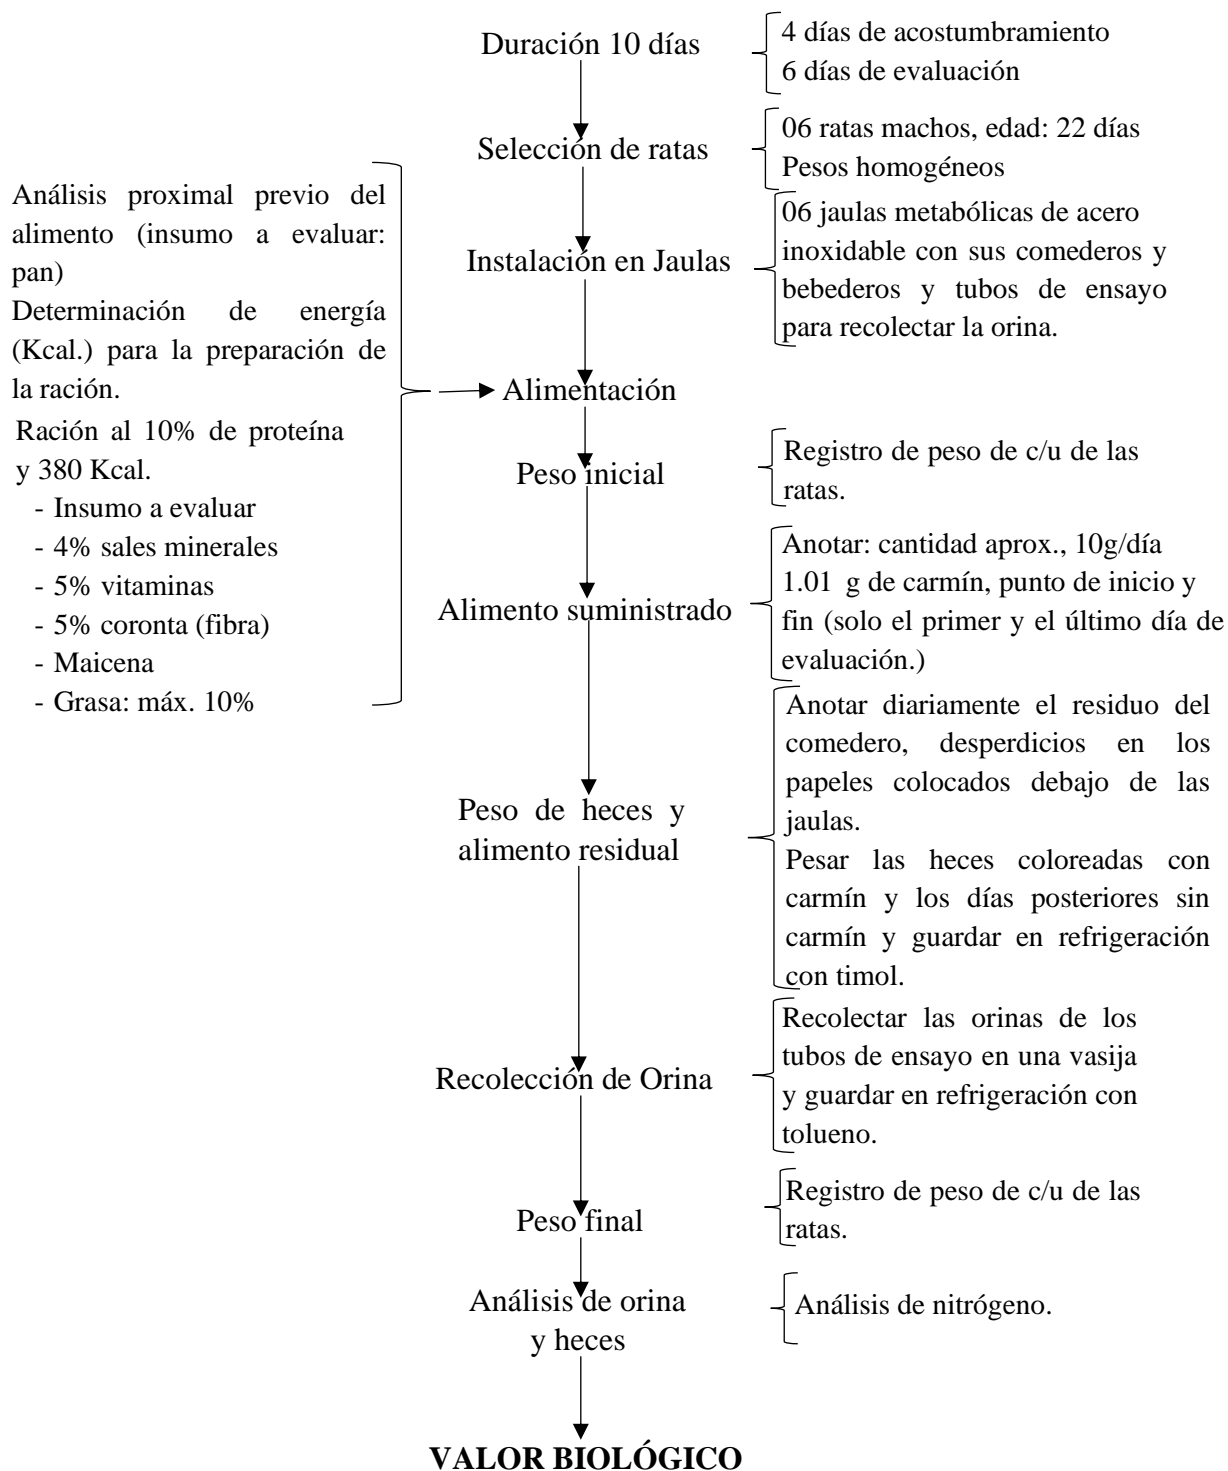 Duración 10 días
4 días de acostumbramiento
6 días de evaluación
Selección de ratas
06 ratas machos, edad: 22 días
Pesos homogéneos
Instalación en Jaulas
06 jaulas metabólicas de acero
inoxidable con sus comederos y
bebederos y tubos de ensayo
para recolectar la orina.
Análisis proximal previo del
alimento (insumo a evaluar:
pan)
Determinación de energía
(Kcal.) para la preparación de
la ración.
Ración al 10% de proteína
y 380 Kcal.
- Insumo a evaluar
- 4% sales minerales
- 5% vitaminas
- 5% coronta (fibra)
- Maicena
- Grasa: máx. 10%
Alimentación
Peso inicial
Registro de peso de c/u de las
ratas.
Alimento suministrado
Anotar: cantidad aprox., 10g/día
1.01 g de carmín, punto de inicio y
fin (solo el primer y el último día de
evaluación.)
Peso de heces y
alimento residual
Anotar diariamente el residuo del
comedero, desperdicios en los
papeles colocados debajo de las
jaulas.
Pesar las heces coloreadas con
carmín y los días posteriores sin
carmín y guardar en refrigeración
con timol.
Recolección de Orina
Recolectar las orinas de los
tubos de ensayo en una vasija
y guardar en refrigeración con
tolueno.
Peso final
Registro de peso de c/u de las
ratas.
Análisis de orina
y heces
Análisis de nitrógeno.
VALOR BIOLÓGICO